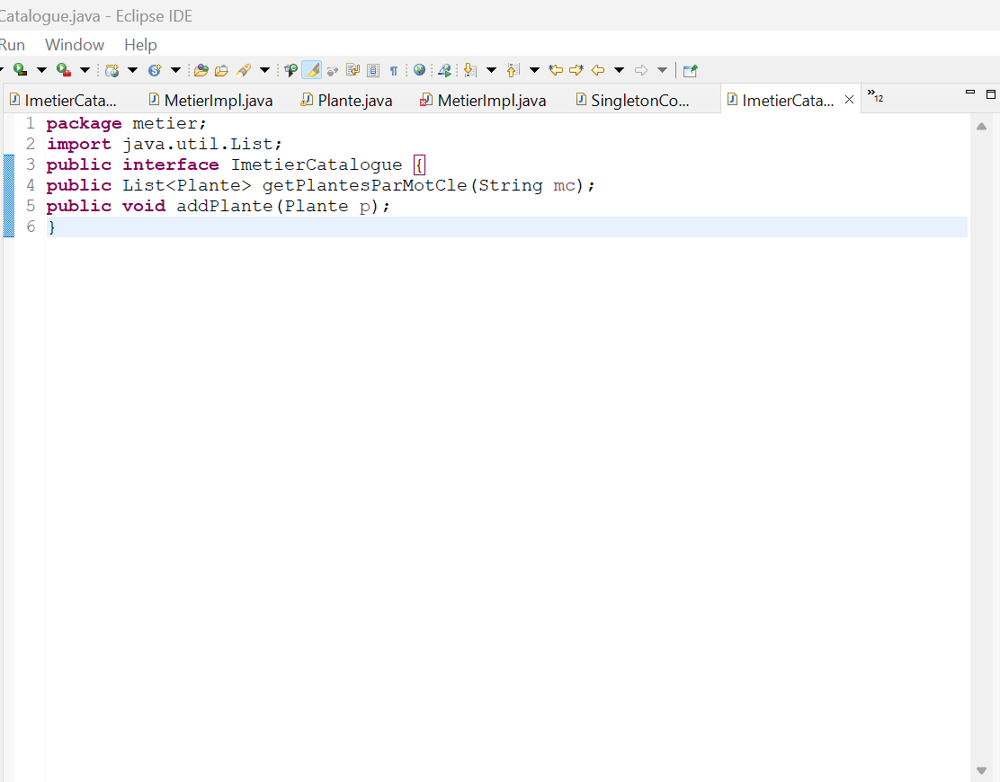 Catalogue.java - Eclipse IDE
Run Window Help
ImetierCata... MetierImpl.java Plante.java MetierImpl.java SingletonCo... ImetierCata... »12
1 package metier;
2 import java.util.List;
3 public interface ImetierCatalogue {
4 public List<Plante> getPlantesParMotCle(String mc);
5 public void addPlante(Plante p);
6 }